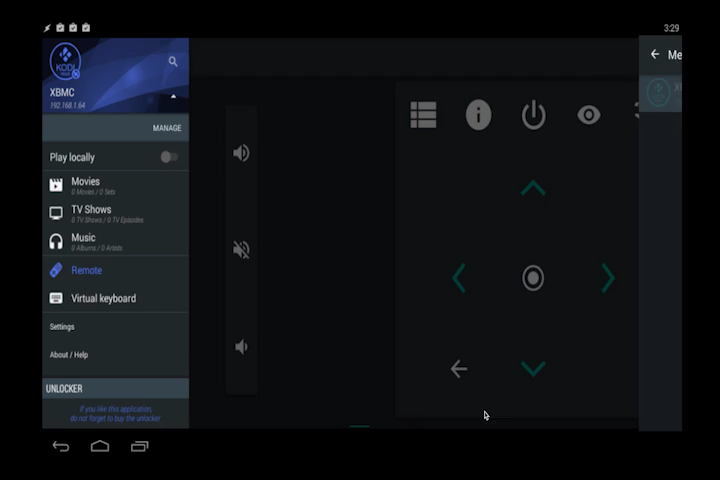 3:29
KODI
XBMC
192.168.1.64
MANAGE
Play locally
Movies
0 Movies / 0 Sets
TV Shows
0 TV Shows / 0 TV Episodes
Music
0 Albums / 0 Artists
Remote
Virtual keyboard
Settings
About / Help
UNLOCKER
If you like this application,
do not forget to buy the unlocker
Me